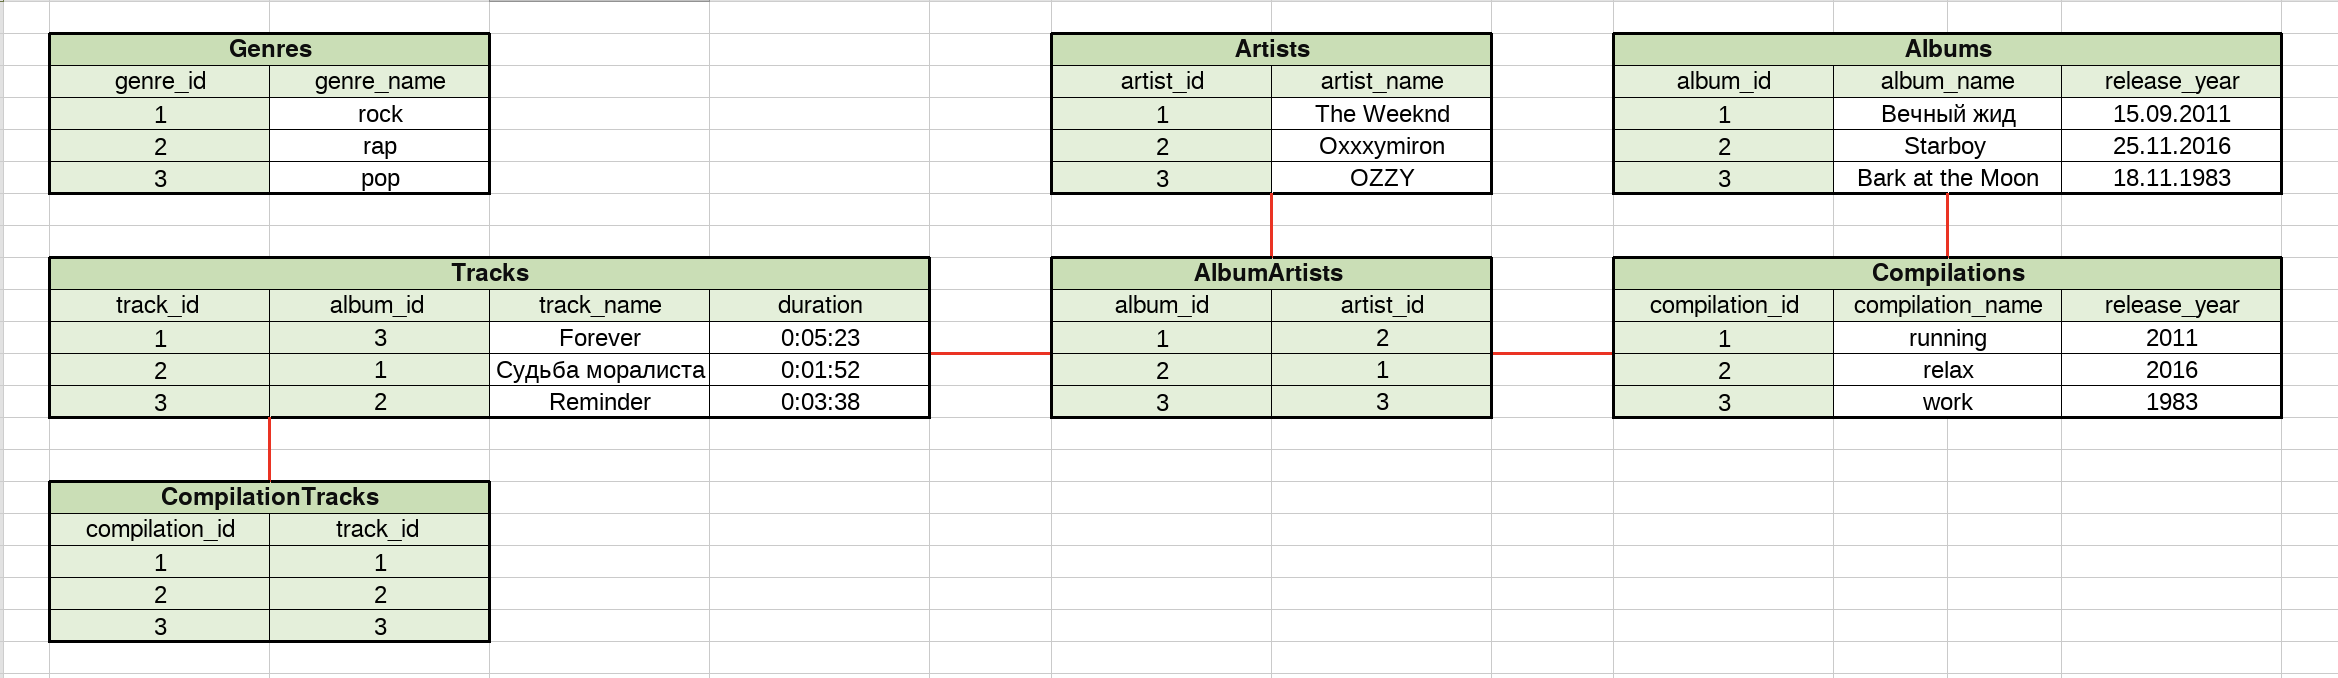 Genres
genre_id genre_name
1 rock
2 rap
3 pop
Artists
artist_id artist_name
1 The Weeknd
2 Oxxxymiron
3 OZZY
Albums
album_id album_name release_year
1 Вечный жид 15.09.2011
2 Starboy 25.11.2016
3 Bark at the Moon 18.11.1983
Tracks
track_id album_id track_name duration
1 3 Forever 0:05:23
2 1 Судьба моралиста 0:01:52
3 2 Reminder 0:03:38
AlbumArtists
album_id artist_id
1 2
2 1
3 3
Compilations
compilation_id compilation_name release_year
1 running 2011
2 relax 2016
3 work 1983
CompilationTracks
compilation_id track_id
1 1
2 2
3 3